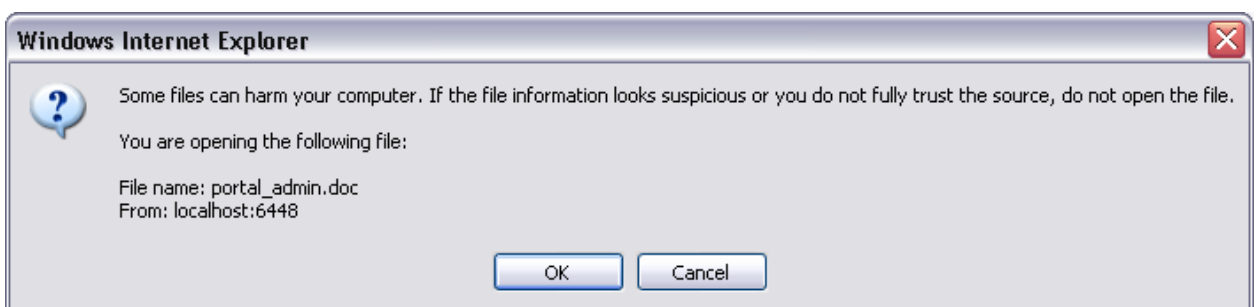 Windows Internet Explorer
Some files can harm your computer. If the file information looks suspicious or you do not fully trust the source, do not open the file.
You are opening the following file:
File name: portal_admin.doc
From: localhost:6448
OK
Cancel